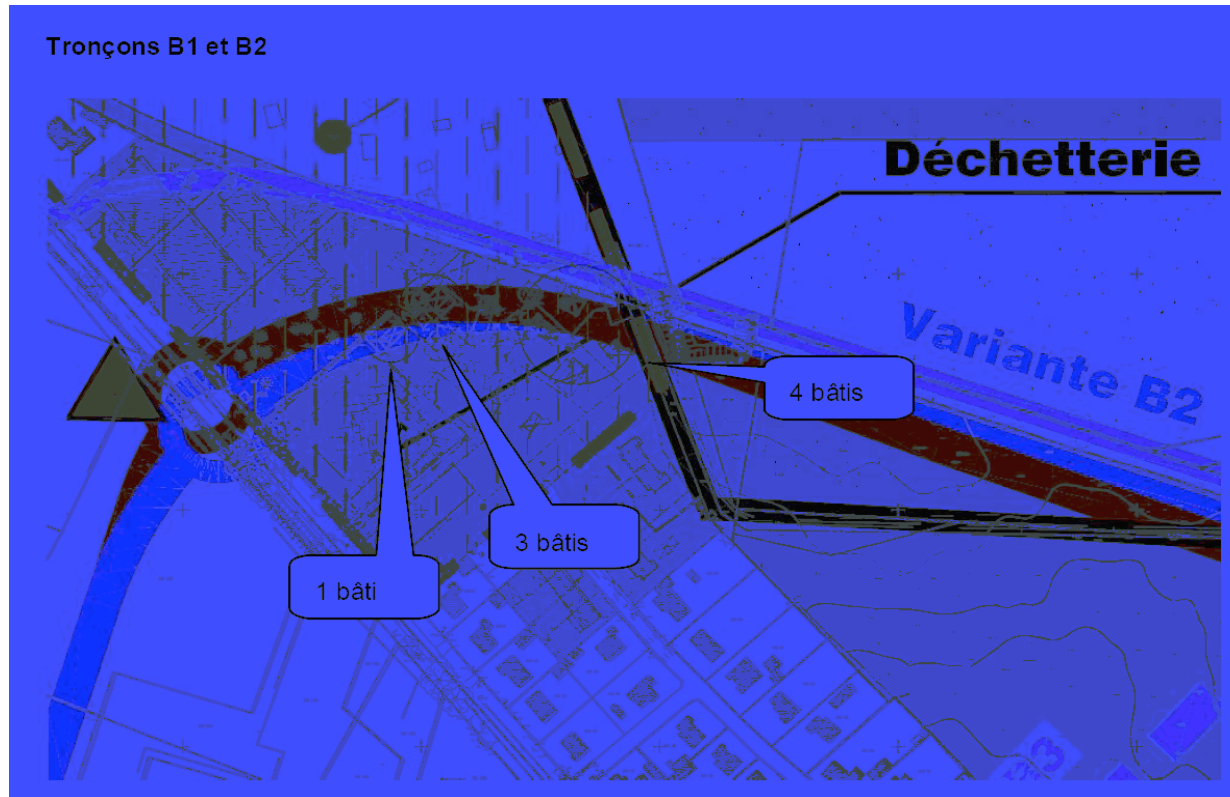 Tronçons B1 et B2
Déchetterie
Variante B2
4 bâtis
3 bâtis
1 bâti